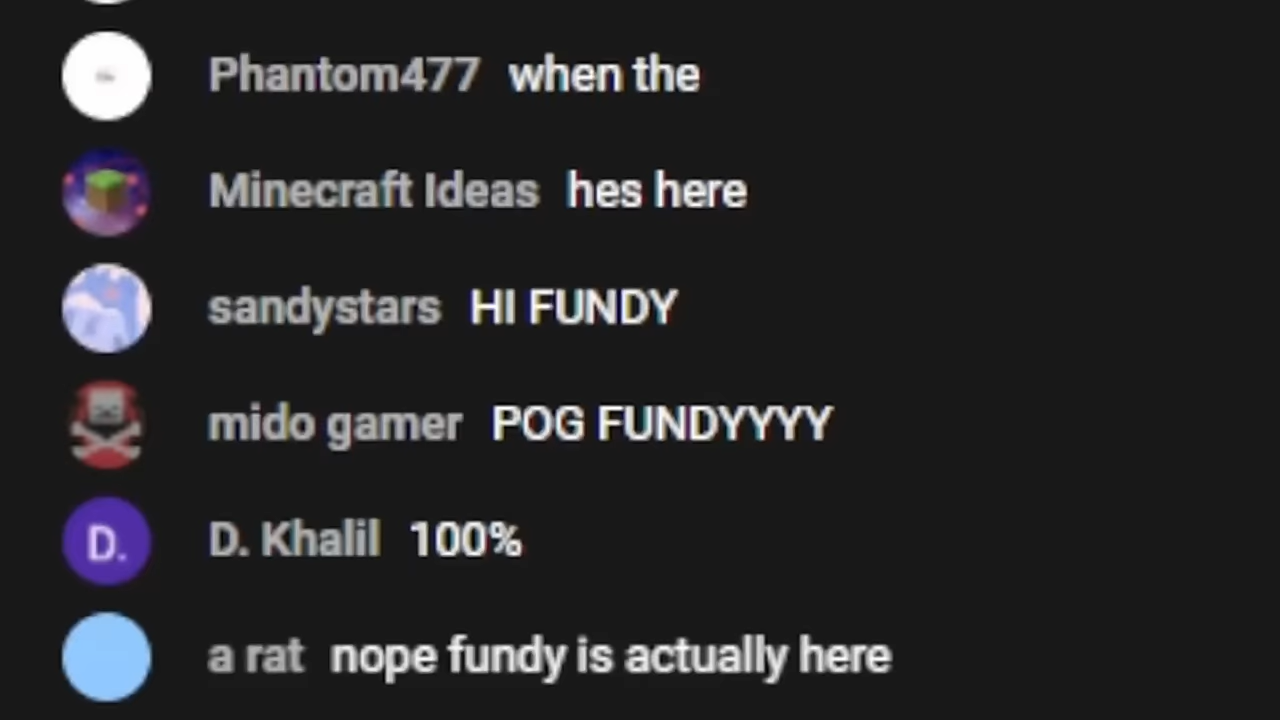 Phantom477 when the
Minecraft Ideas hes here
sandystars HI FUNDY
mido gamer POG FUNDYYYY
D. D. Khalil 100%
a rat nope fundy is actually here